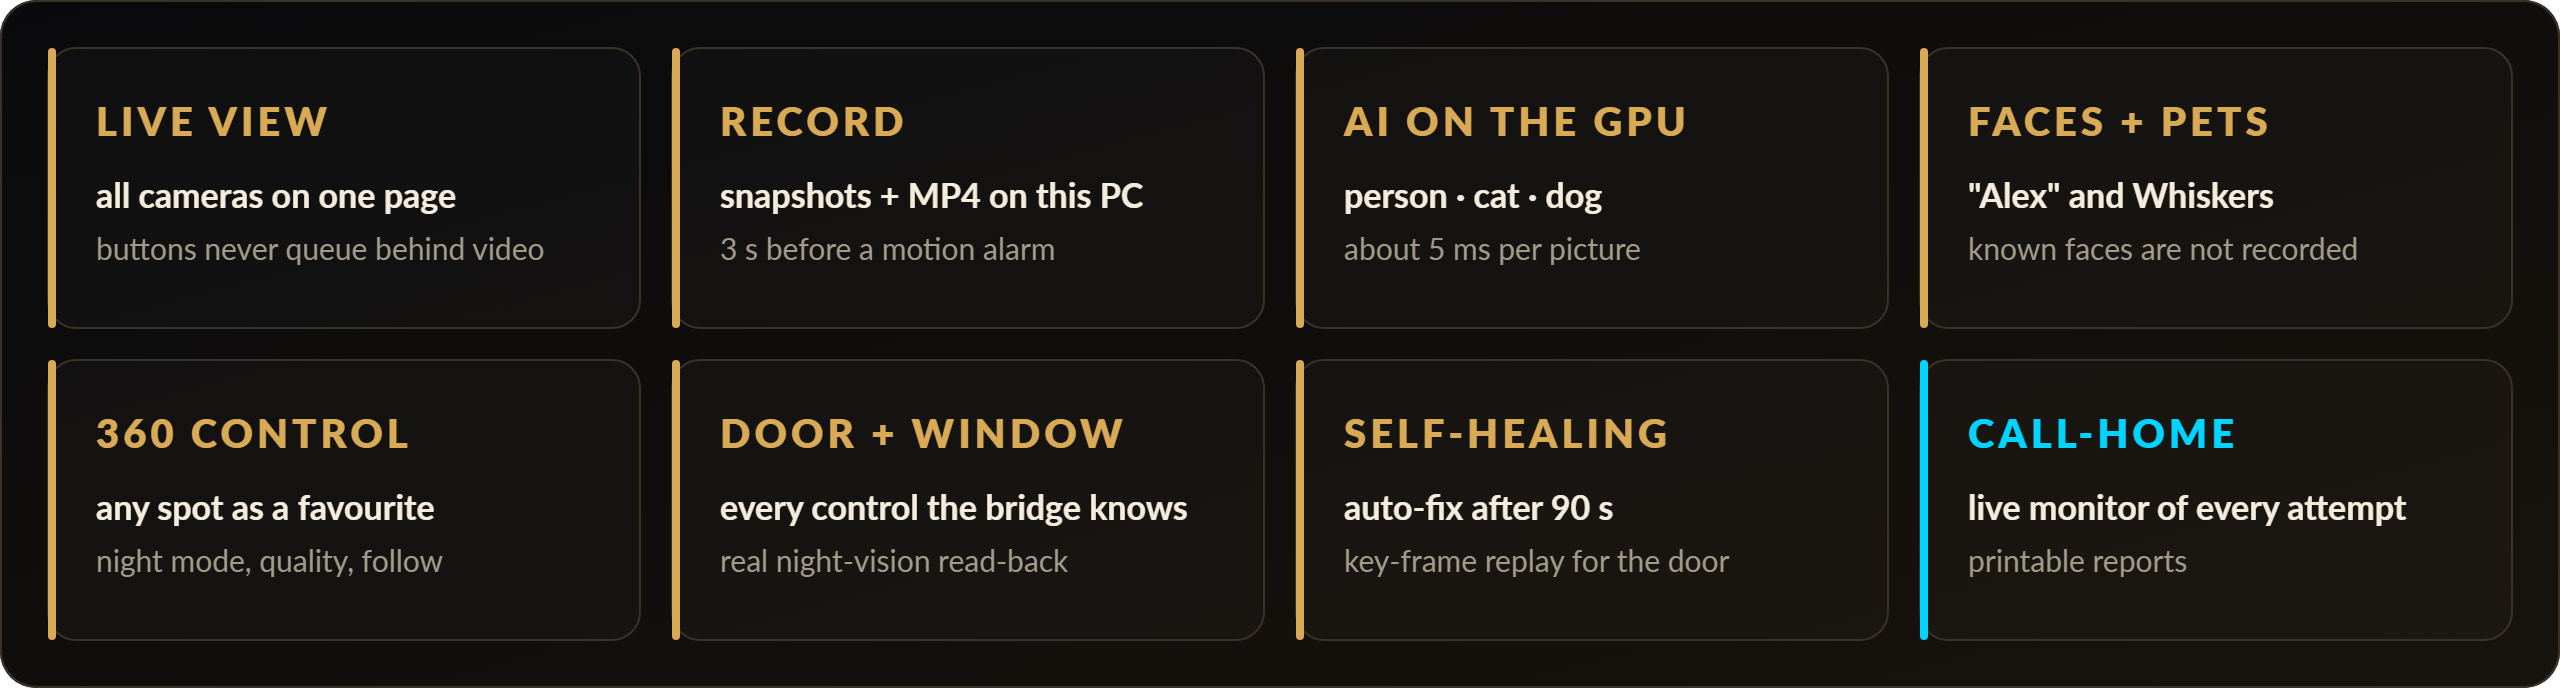 LIVE VIEW
all cameras on one page
buttons never queue behind video
RECORD
snapshots + MP4 on this PC
3 s before a motion alarm
AI ON THE GPU
person · cat · dog
about 5 ms per picture
FACES + PETS
"Alex" and Whiskers
known faces are not recorded
360 CONTROL
any spot as a favourite
night mode, quality, follow
DOOR + WINDOW
every control the bridge knows
real night-vision read-back
SELF-HEALING
auto-fix after 90 s
key-frame replay for the door
CALL-HOME
live monitor of every attempt
printable reports